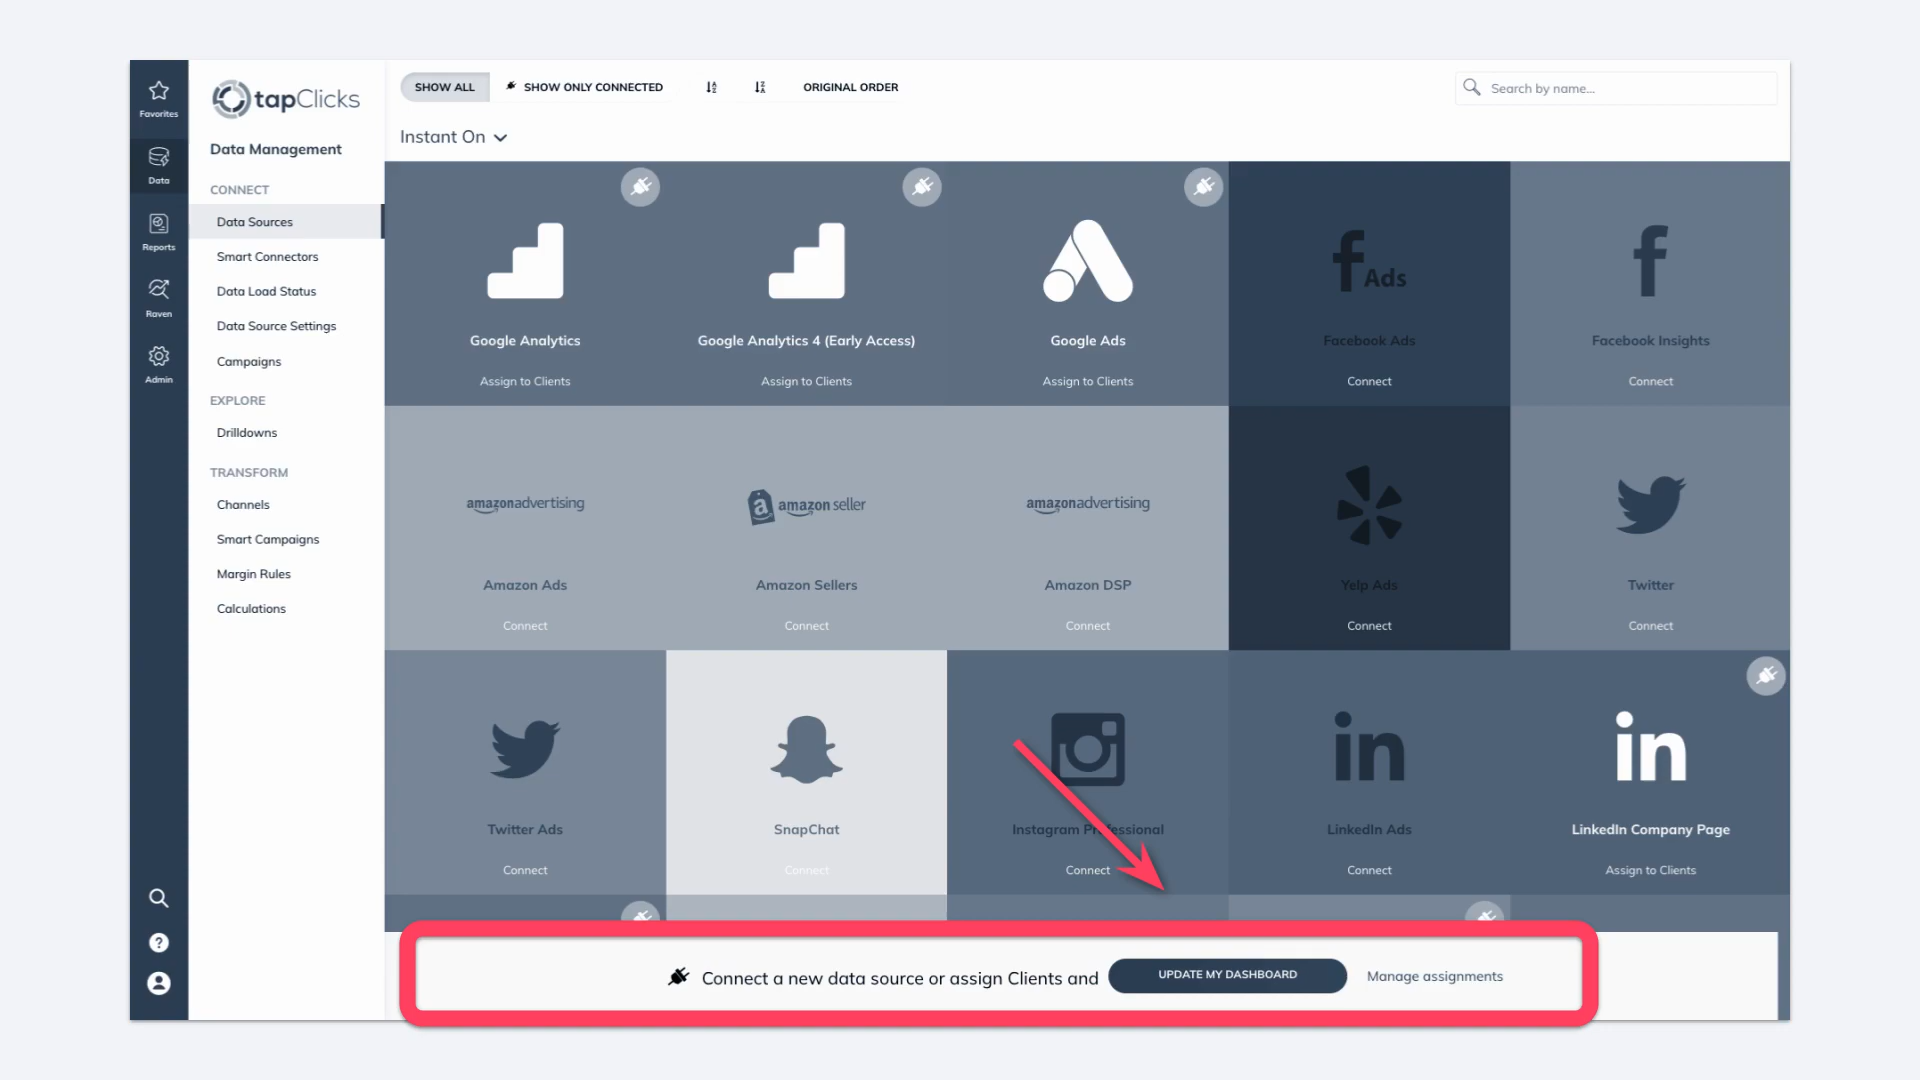 Favorites
Data
Reports
Raven
Admin
tapClicks
Data Management
CONNECT
Data Sources
Smart Connectors
Data Load Status
Data Source Settings
Campaigns
EXPLORE
Drilldowns
TRANSFORM
Channels
Smart Campaigns
Margin Rules
Calculations
SHOW ALL
SHOW ONLY CONNECTED
ORIGINAL ORDER
Search by name...
Instant On
Google Analytics
Assign to Clients
Google Analytics 4 (Early Access)
Assign to Clients
Google Ads
Assign to Clients
f Ads
Facebook Ads
Connect
Facebook Insights
Connect
amazonadvertising
Amazon Ads
Connect
amazon seller
Amazon Sellers
Connect
amazonadvertising
Amazon DSP
Connect
Yelp Ads
Connect
Twitter
Connect
Twitter Ads
Connect
SnapChat
Connect
Instagram Professional
Connect
in
LinkedIn Ads
Connect
in
LinkedIn Company Page
Assign to Clients
Connect a new data source or assign Clients and
UPDATE MY DASHBOARD
Manage assignments